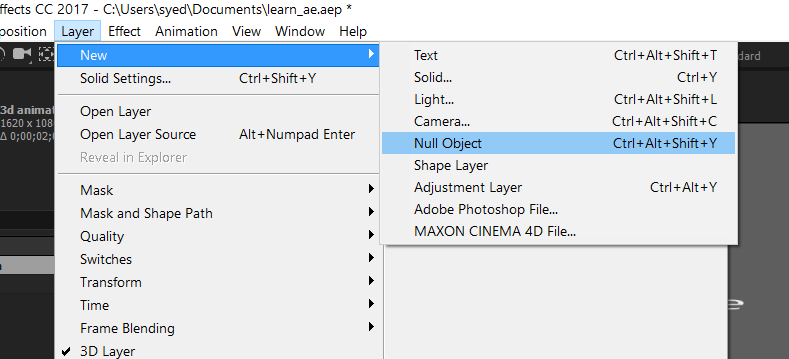 ffects CC 2017 - C:\Users\syed\Documents\learn_ae.aep *
position Layer Effect Animation View Window Help
New
Solid Settings... Ctrl+Shift+Y
Open Layer
Open Layer Source Alt+Numpad Enter
Reveal in Explorer
Mask
Mask and Shape Path
Quality
Switches
Transform
Time
Frame Blending
3D Layer
Text Ctrl+Alt+Shift+T
Solid... Ctrl+Y
Light... Ctrl+Alt+Shift+L
Camera... Ctrl+Alt+Shift+C
Null Object Ctrl+Alt+Shift+Y
Shape Layer
Adjustment Layer Ctrl+Alt+Y
Adobe Photoshop File...
MAXON CINEMA 4D File...
3d animat
1620 x 1080
Δ 0;00;02;0
dard